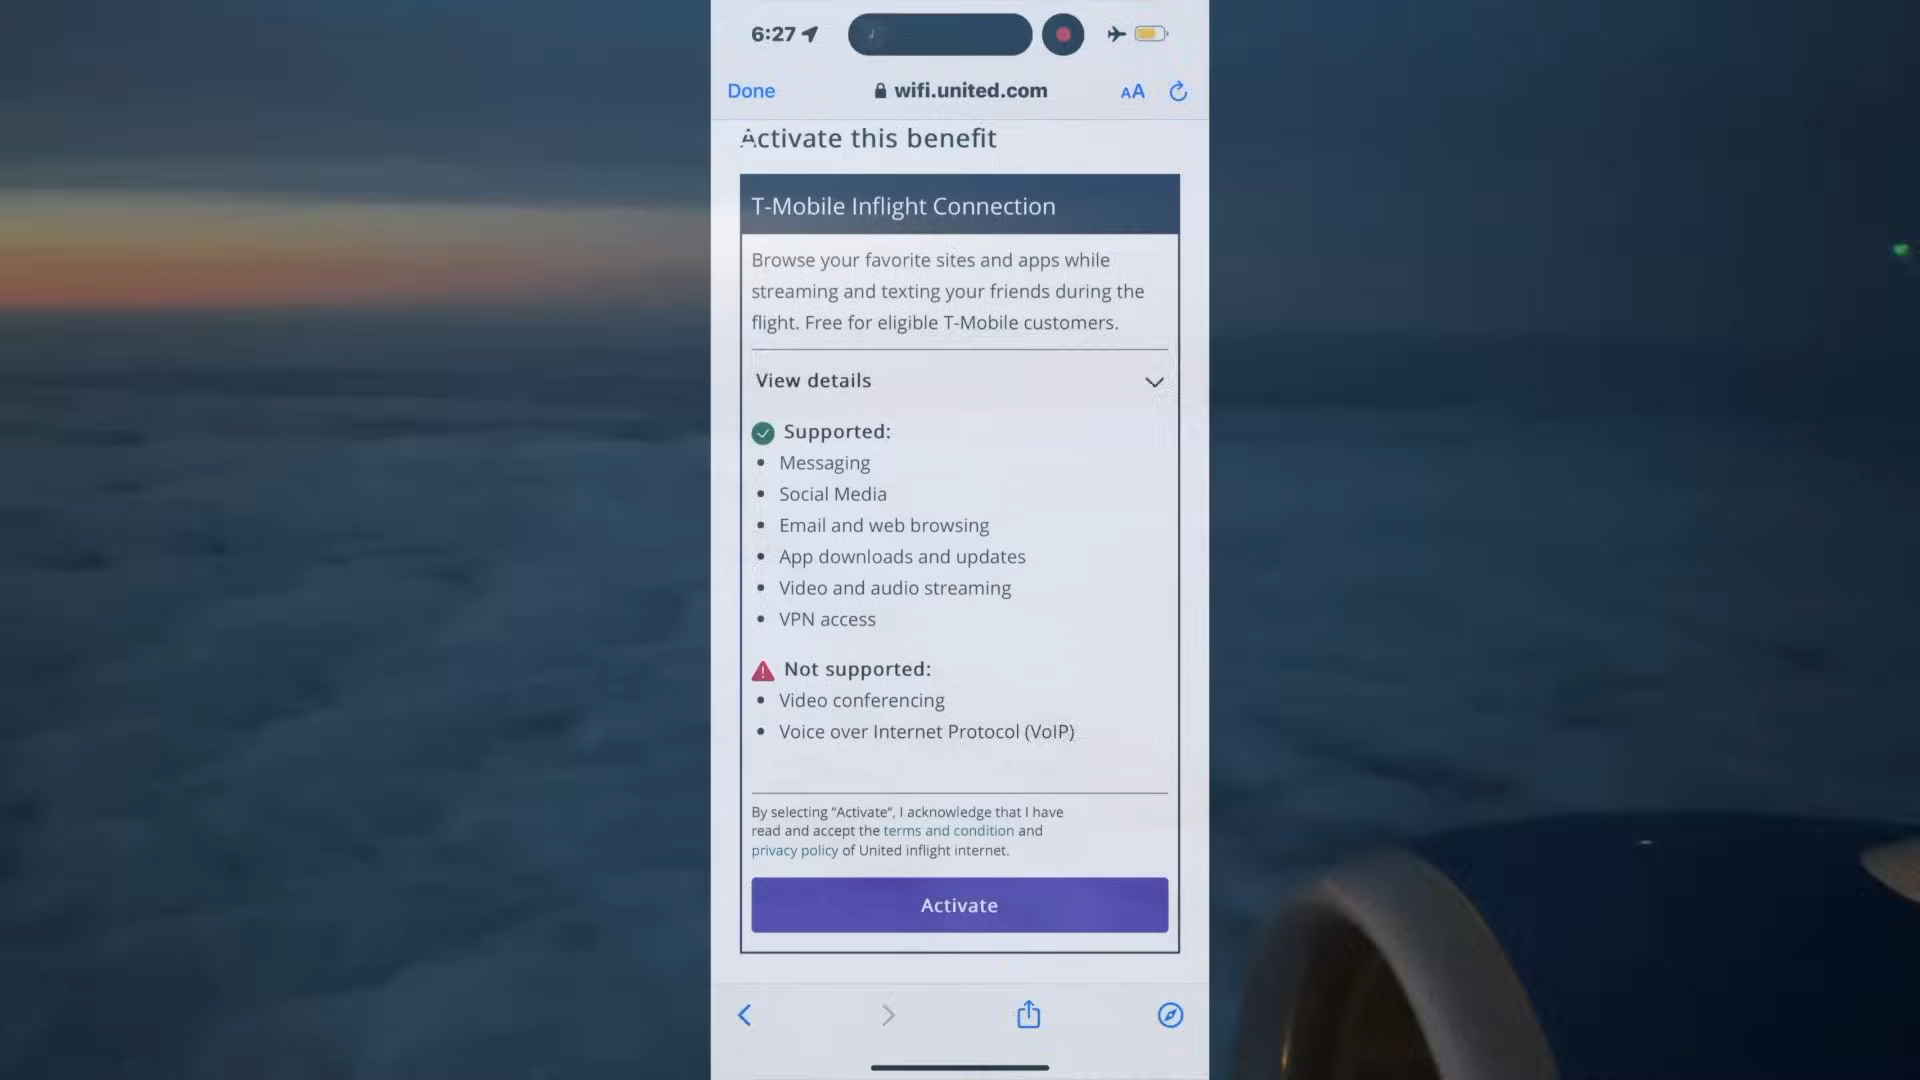 6:27
Done
wifi.united.com
AA
Activate this benefit
T-Mobile Inflight Connection
Browse your favorite sites and apps while
streaming and texting your friends during the
flight. Free for eligible T-Mobile customers.
View details
Supported:
• Messaging
• Social Media
• Email and web browsing
• App downloads and updates
• Video and audio streaming
• VPN access
Not supported:
• Video conferencing
• Voice over Internet Protocol (VoIP)
By selecting “Activate“, I acknowledge that I have
read and accept the terms and condition and
privacy policy of United inflight internet.
Activate